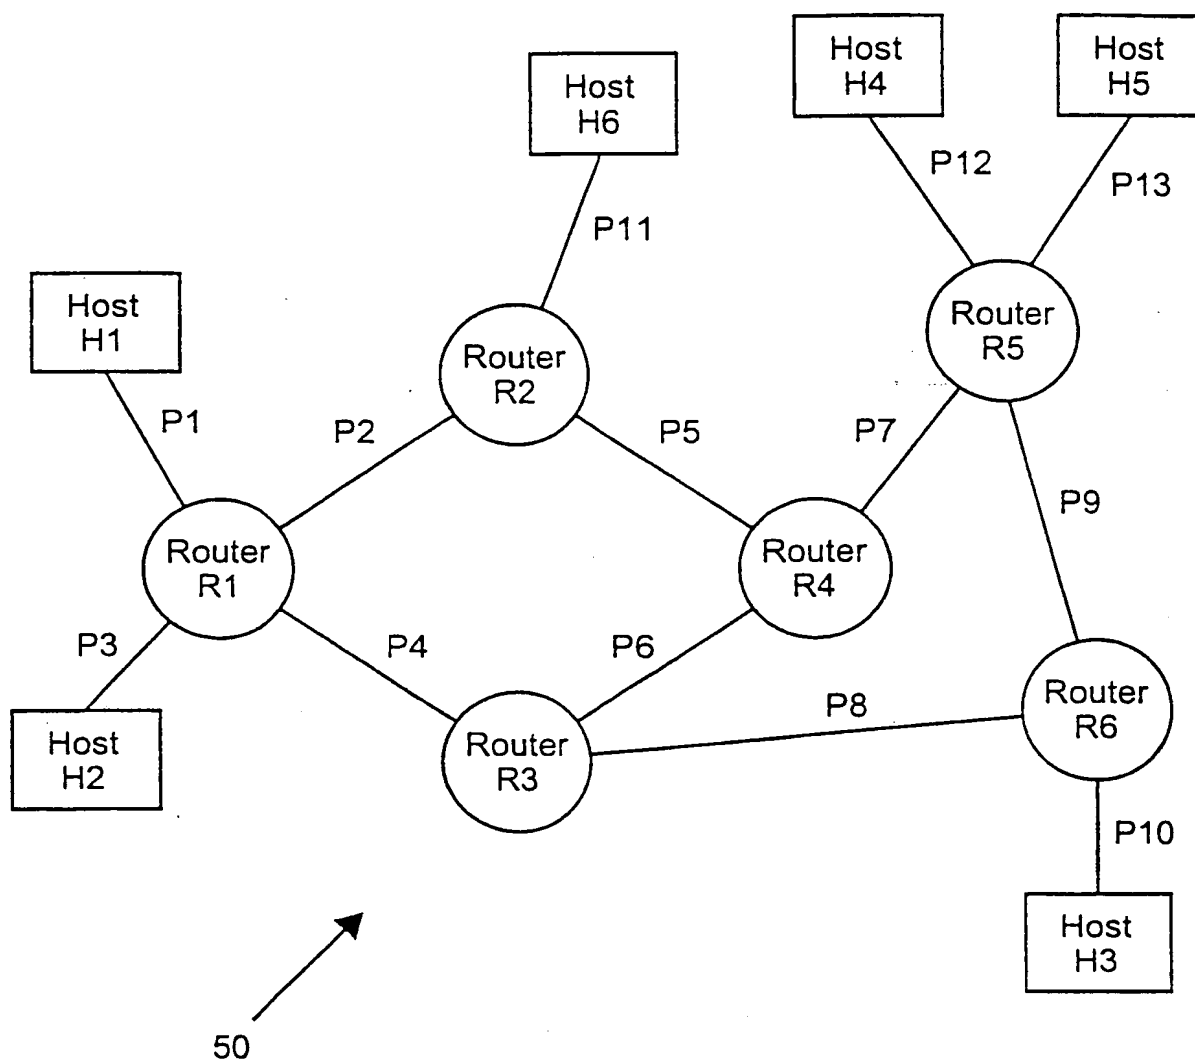 Host
H4
Host
H5
Host
H6
P12
P13
P11
Host
H1
Router
R5
Router
R2
P1
P2
P5
P7
P9
Router
R1
Router
R4
P3
P4
P6
P8
Router
R6
Host
H2
Router
R3
P10
Host
H3
50